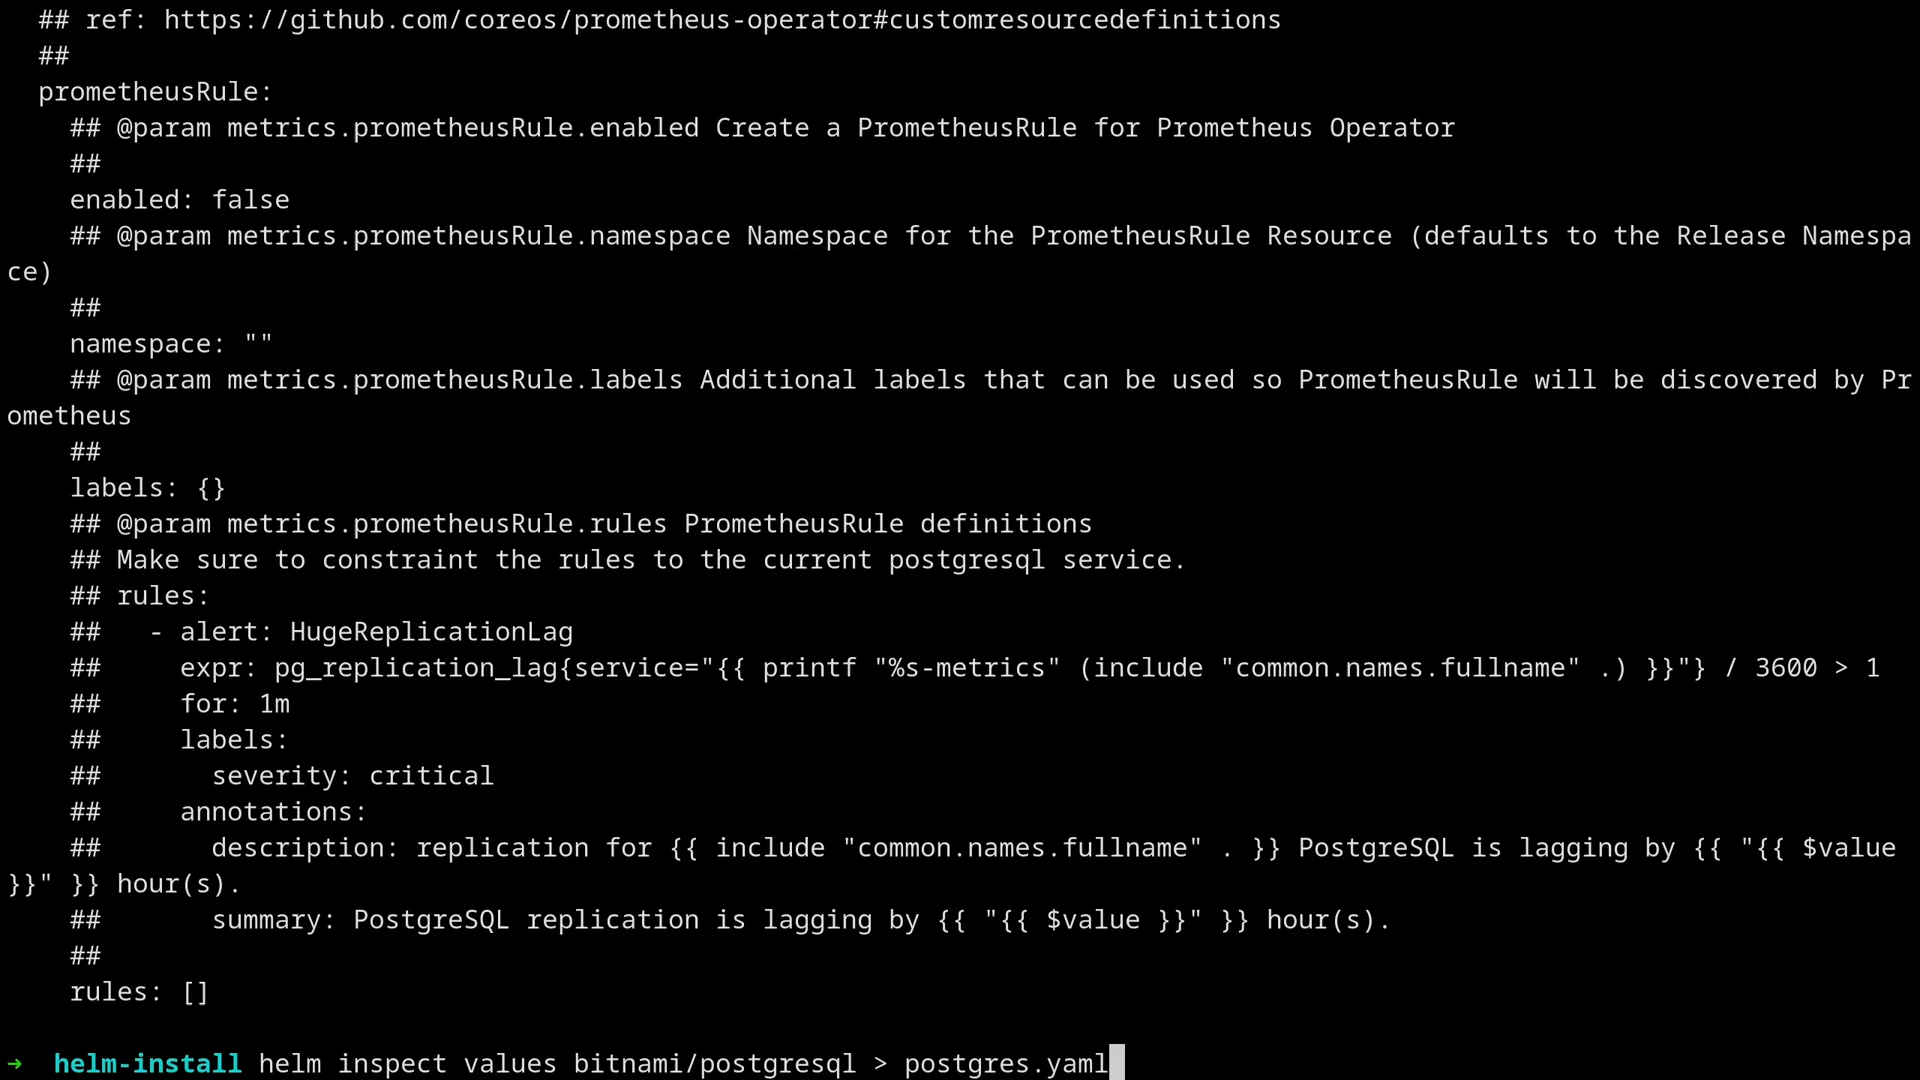 ## ref: https://github.com/coreos/prometheus-operator#customresourcedefinitions
  ##
  prometheusRule:
    ## @param metrics.prometheusRule.enabled Create a PrometheusRule for Prometheus Operator
    ##
    enabled: false
    ## @param metrics.prometheusRule.namespace Namespace for the PrometheusRule Resource (defaults to the Release Namespa
ce)
    ##
    namespace: ""
    ## @param metrics.prometheusRule.labels Additional labels that can be used so PrometheusRule will be discovered by Pr
ometheus
    ##
    labels: {}
    ## @param metrics.prometheusRule.rules PrometheusRule definitions
    ## Make sure to constraint the rules to the current postgresql service.
    ## rules:
    ##   - alert: HugeReplicationLag
    ##     expr: pg_replication_lag{service="{{ printf "%s-metrics" (include "common.names.fullname" .) }}"} / 3600 > 1
    ##     for: 1m
    ##     labels:
    ##       severity: critical
    ##     annotations:
    ##       description: replication for {{ include "common.names.fullname" . }} PostgreSQL is lagging by {{ "{{ $value
}}" }} hour(s).
    ##       summary: PostgreSQL replication is lagging by {{ "{{ $value }}" }} hour(s).
    ##
    rules: []

➜  helm-install helm inspect values bitnami/postgresql > postgres.yaml